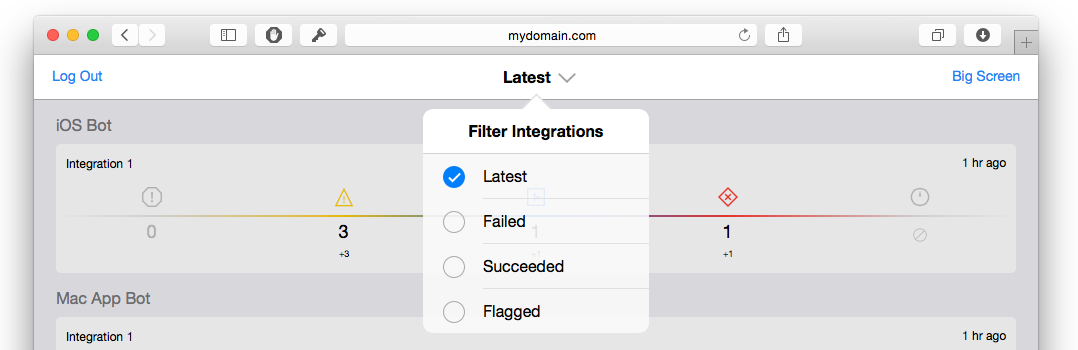 mydomain.com
Log Out
Latest
Big Screen
iOS Bot
Filter Integrations
Integration 1
1 hr ago
Latest
Failed
Succeeded
Flagged
0
3
1
1
+3
+1
+1
Mac App Bot
Integration 1
1 hr ago